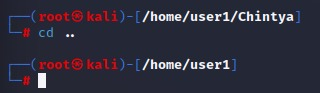 ┌──(root㉿kali)-[/home/user1/Chintya]
└─# cd ..
┌──(root㉿kali)-[/home/user1]
└─#